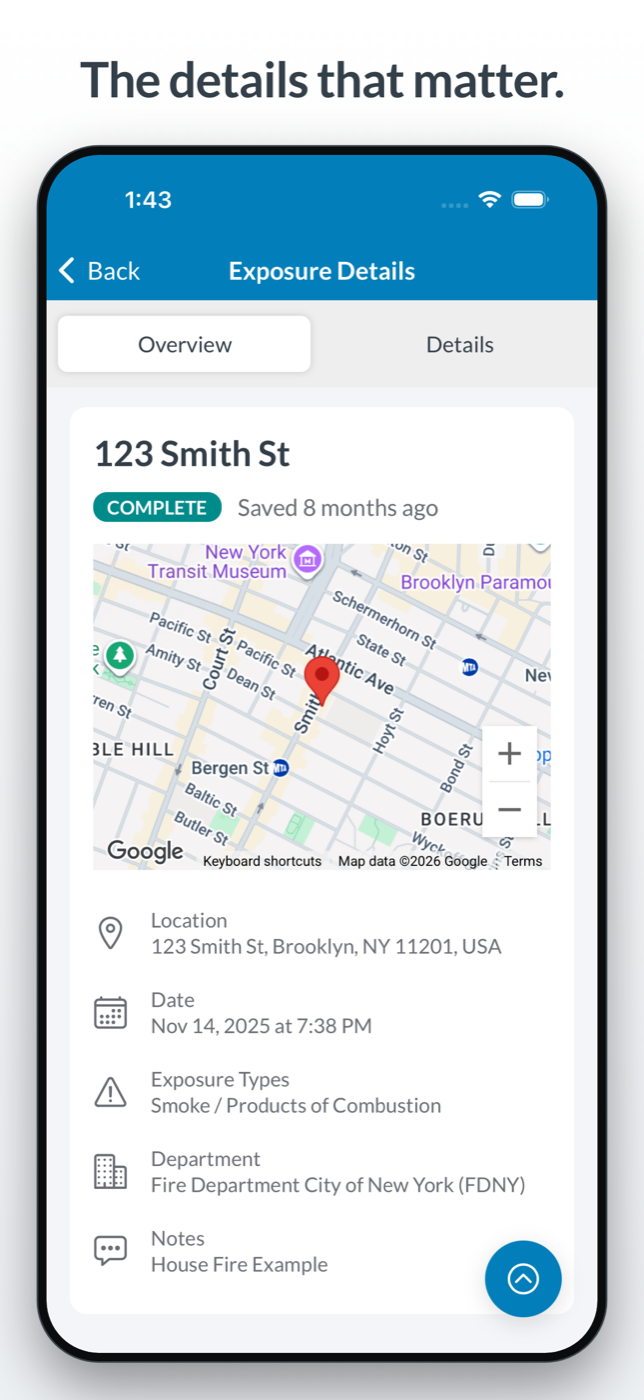 The details that matter.
1:43
Back
Exposure Details
Overview
Details
123 Smith St
COMPLETE
Saved 8 months ago
New York
Transit Museum
Brooklyn Paramou
Schermerhorn St
State St
Pacific St
Pacific St
Court St
Amity St
Dean St
Atlantic Ave
MTA
Smith
Hoyt St
BLE HILL
Bergen St
MTA
Bond St
Baltic St
Butler St
BOERU
Google
Keyboard shortcuts
Map data ©2026 Google
Terms
Location
123 Smith St, Brooklyn, NY 11201, USA
Date
Nov 14, 2025 at 7:38 PM
Exposure Types
Smoke / Products of Combustion
Department
Fire Department City of New York (FDNY)
Notes
House Fire Example